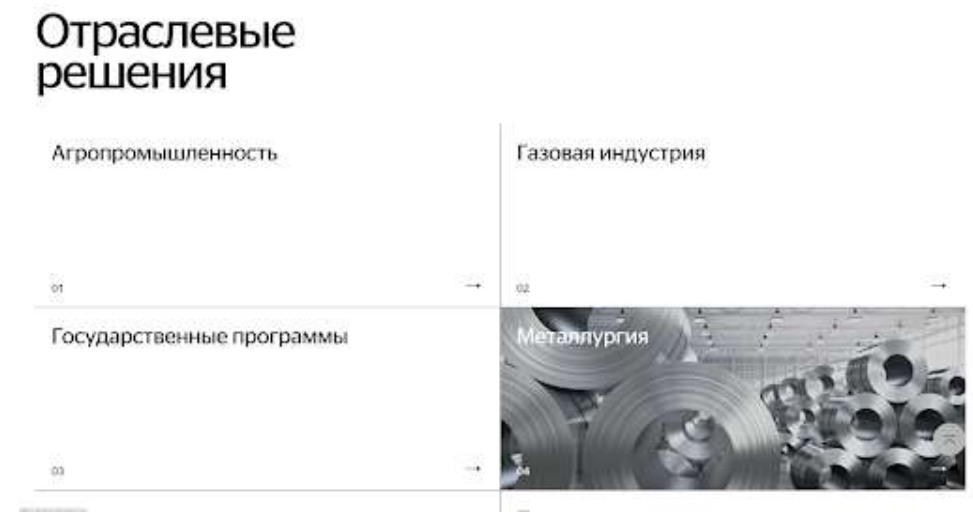 Отраслевые
решения
Агропромышленность
Газовая индустрия
01
02
Государственные программы
Металлургия
03
04